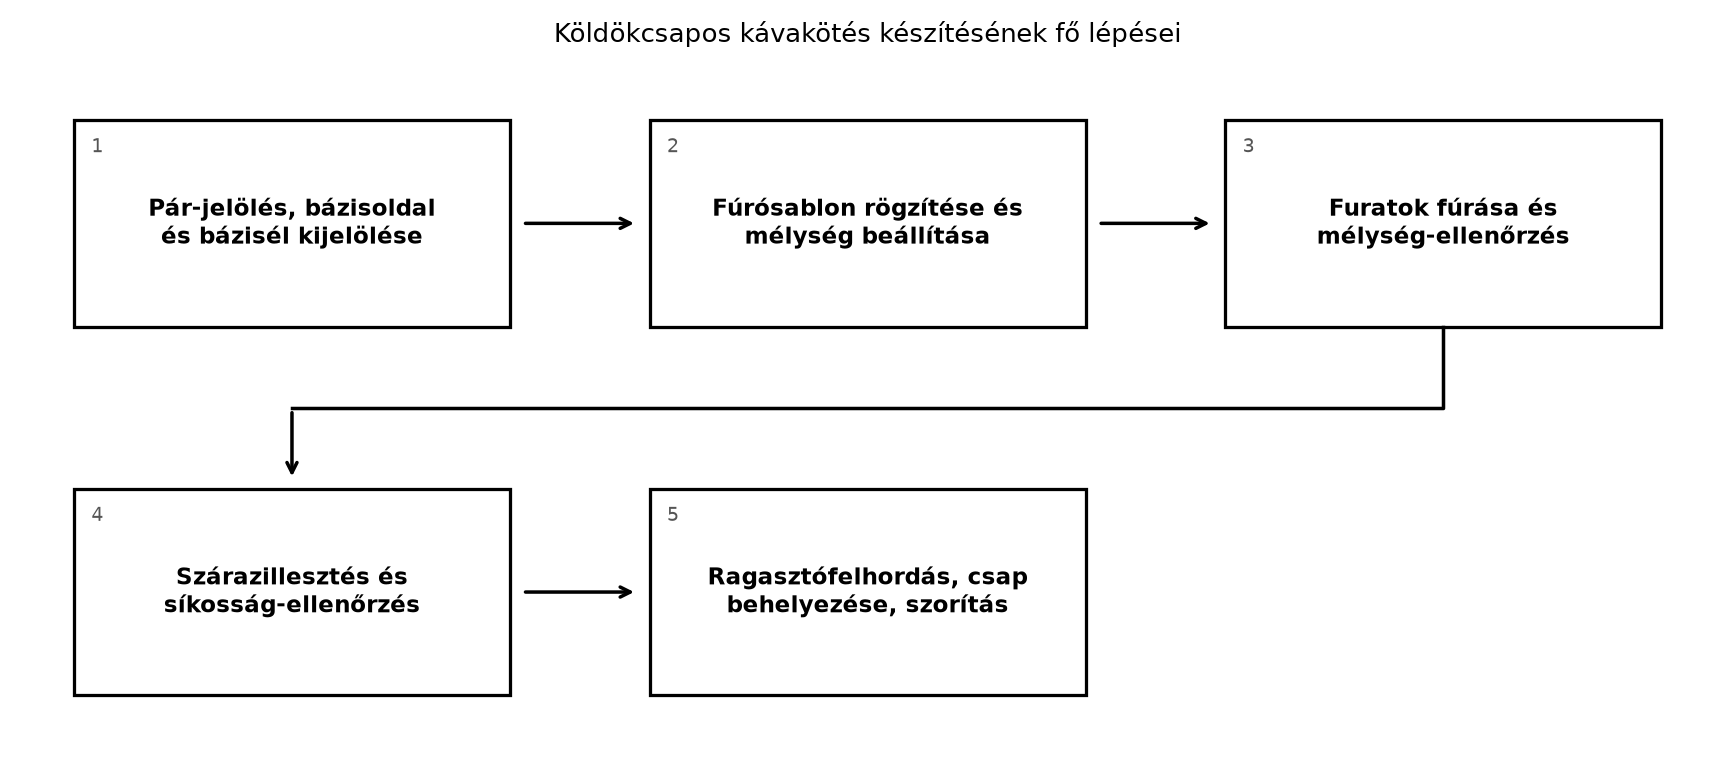 Köldökcsapos kávakötés készítésének fő lépései
1
Pár-jelölés, bázisoldal
és bázisél kijelölése
2
Fúrósablon rögzítése és
mélység beállítása
3
Furatok fúrása és
mélység-ellenőrzés
4
Szárazillesztés és
síkosság-ellenőrzés
5
Ragasztófelhordás, csap
behelyezése, szorítás